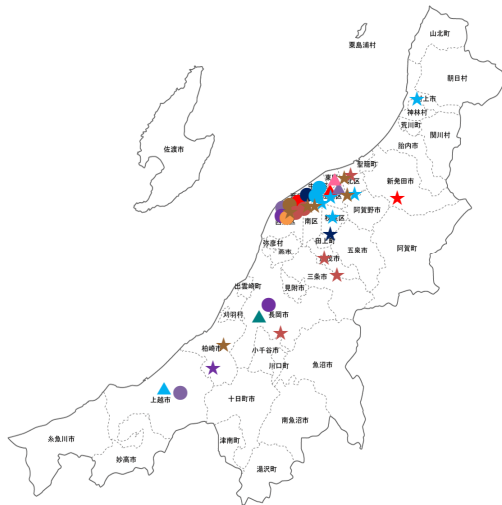 山北町
粟島浦村
朝日村
上市
神林村
荒川町
関川村
胎内市
聖籠町
佐渡市
新発田市
北区
阿賀野市
南区
田上町
弥彦村
五泉市
阿賀町
三条市
見附市
出雲崎町
刈羽村
長岡市
柏崎市
小千谷市
川口町
魚沼市
上越市
十日町市
南魚沼市
糸魚川市
妙高市
津南町
湯沢町